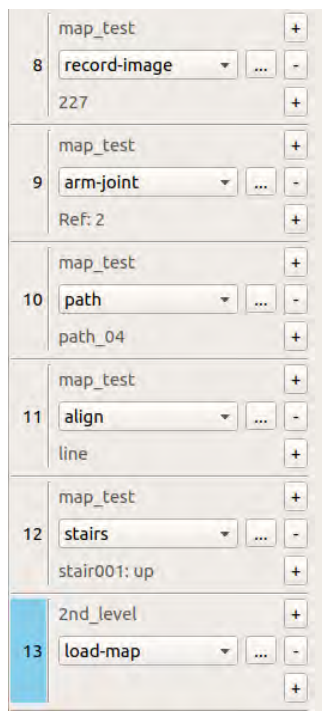 map_test +
8 record-image ... -
227 +
map_test +
9 arm-joint ... -
Ref: 2 +
map_test +
10 path ... -
path_04 +
map_test +
11 align ... -
line +
map_test +
12 stairs ... -
stair001: up +
2nd_level +
13 load-map ... -
+